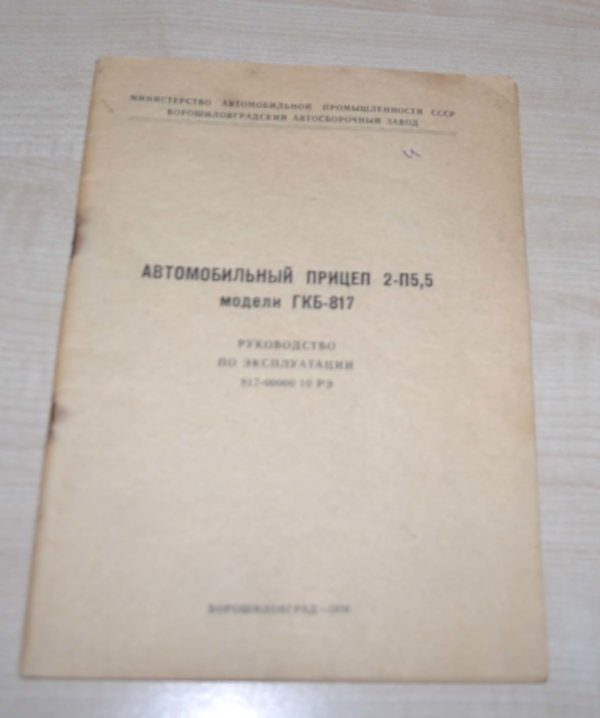 МИНИСТЕРСТВО АВТОМОБИЛЬНОЙ ПРОМЫШЛЕННОСТИ СССР
ВОРОШИЛОВГРАДСКИЙ АВТОСБОРОЧНЫЙ ЗАВОД
АВТОМОБИЛЬНЫЙ ПРИЦЕП 2-П5,5
модели ГКБ-817
РУКОВОДСТВО
ПО ЭКСПЛУАТАЦИИ
817-00000 10 РЭ
ВОРОШИЛОВГРАД—